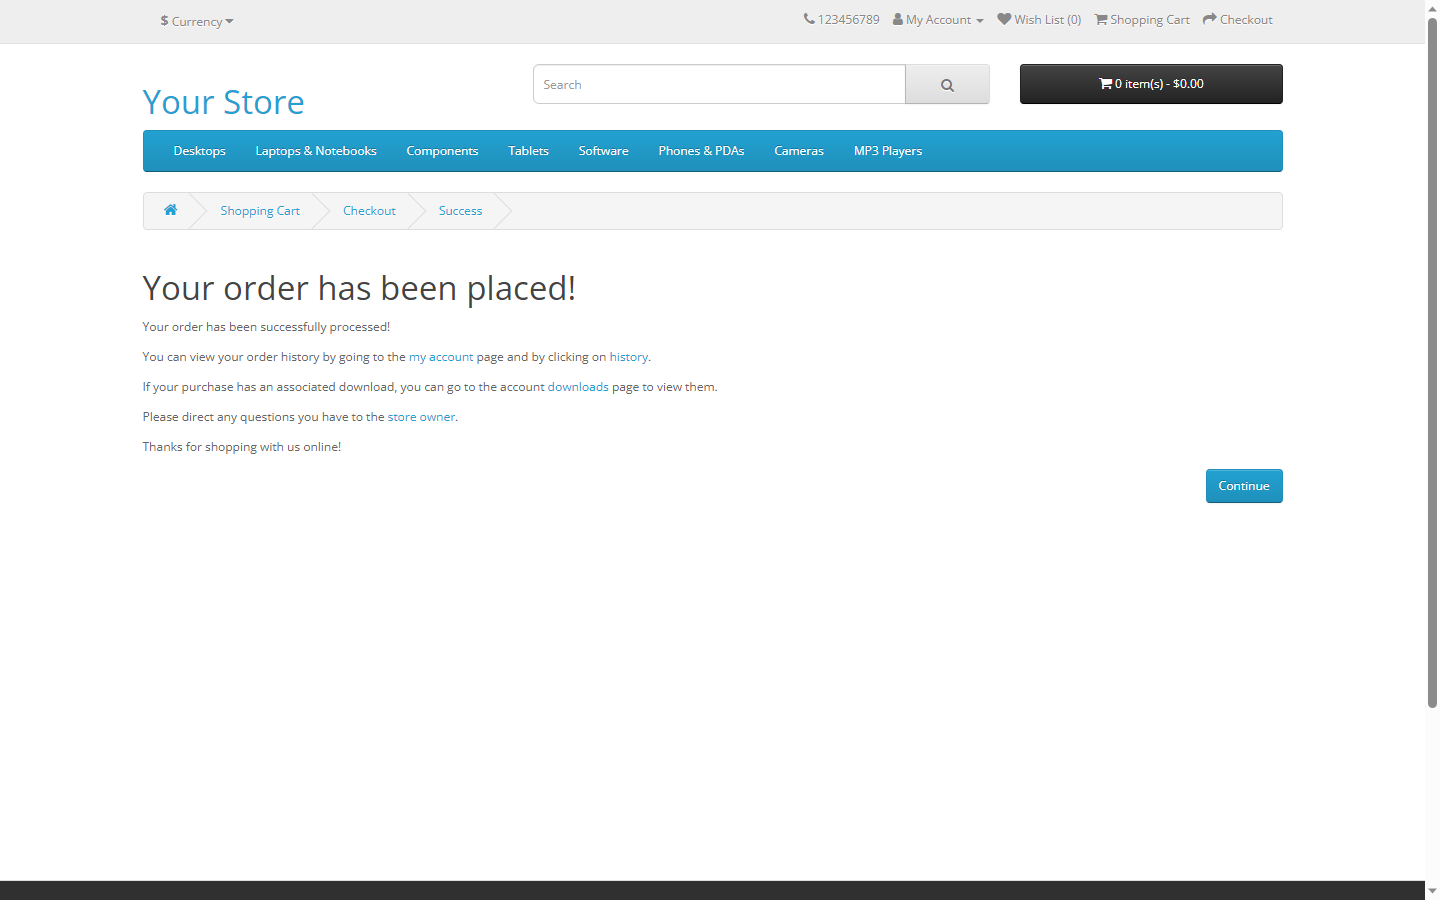 $ Currency
123456789 My Account Wish List (0) Shopping Cart Checkout
Your Store
Search
0 item(s) - $0.00
Desktops Laptops & Notebooks Components Tablets Software Phones & PDAs Cameras MP3 Players
Shopping Cart Checkout Success
Your order has been placed!
Your order has been successfully processed!
You can view your order history by going to the my account page and by clicking on history.
If your purchase has an associated download, you can go to the account downloads page to view them.
Please direct any questions you have to the store owner.
Thanks for shopping with us online!
Continue